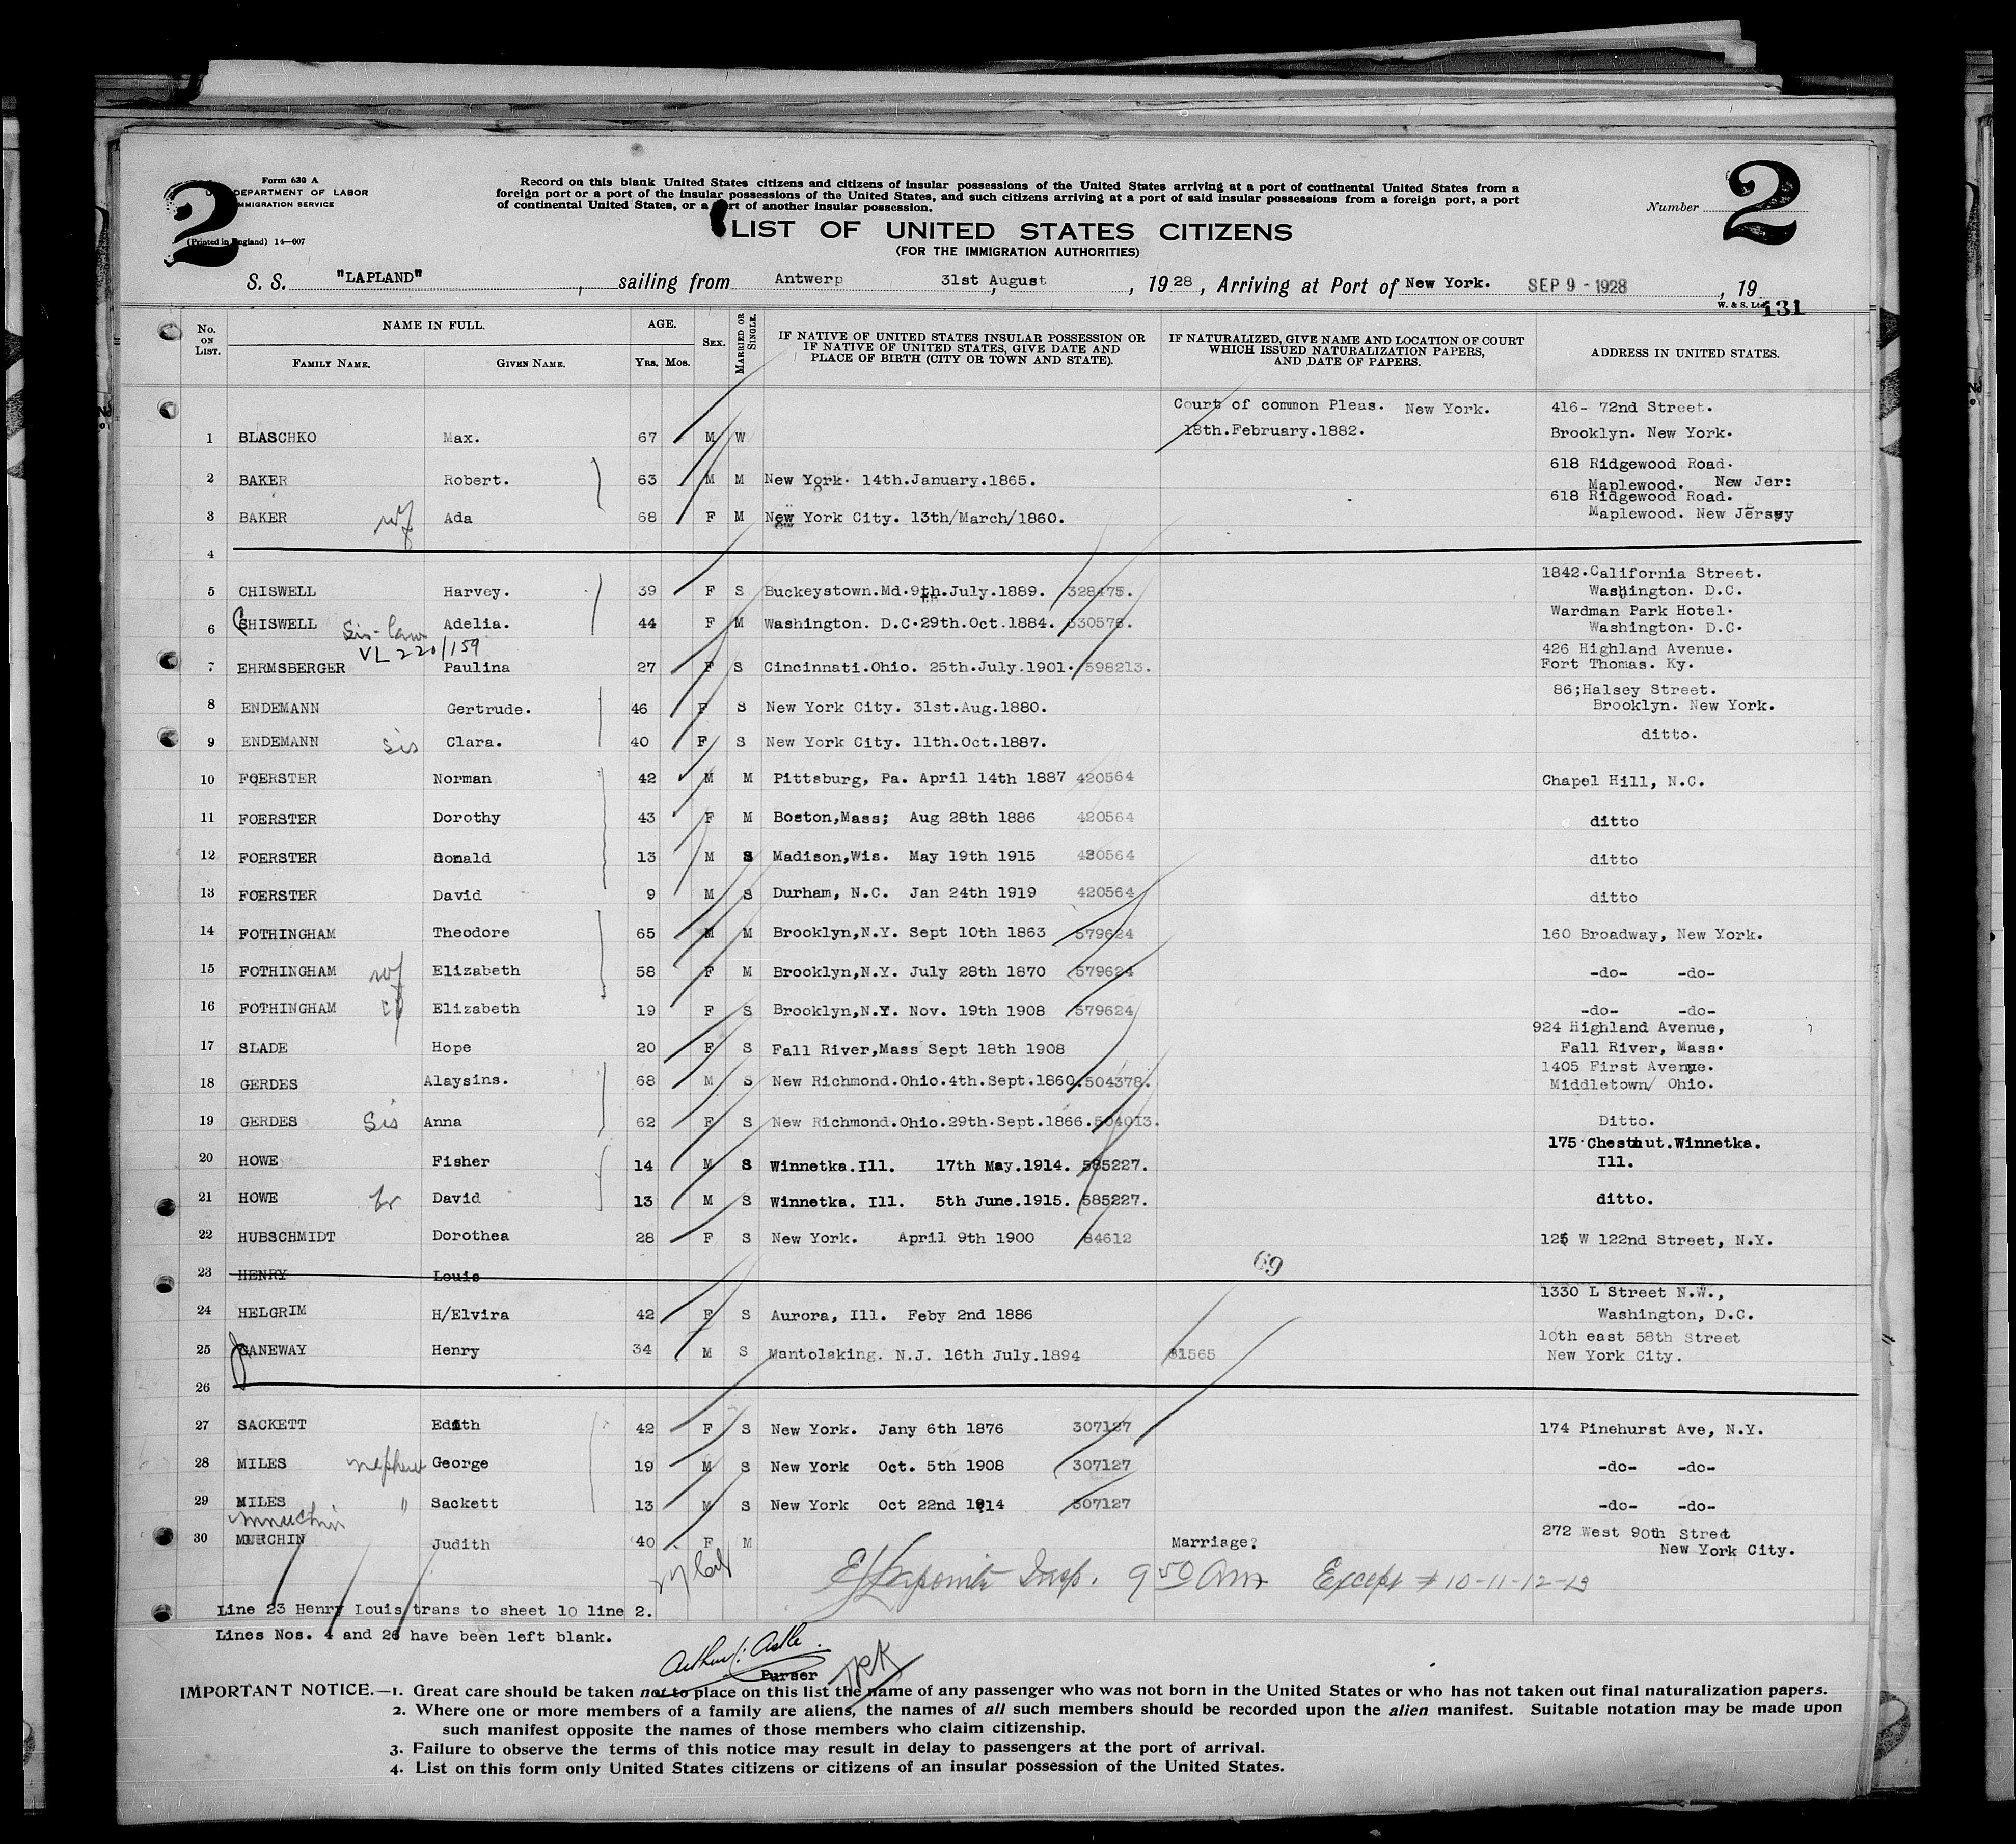 2
2
Form 630 A
DEPARTMENT OF LABOR
IMMIGRATION SERVICE
(Printed in England) 14—607
Record on this blank United States citizens and citizens of insular possessions of the United States arriving at a port of continental United States from a
foreign port or a port of the insular possessions of the United States, and such citizens arriving at a port of said insular possessions from a foreign port, a port
of continental United States, or a port of another insular possession.
Number
LIST OF UNITED STATES CITIZENS
(FOR THE IMMIGRATION AUTHORITIES)
S. S. "LAPLAND", sailing from Antwerp 31st August, 1928, Arriving at Port of New York. SEP 9 - 1928, 19
W. & S. Ltd. 131
No. ON LIST. NAME IN FULL. AGE. SEX. MARRIED OR SINGLE. IF NATIVE OF UNITED STATES INSULAR POSSESSION OR IF NATIVE OF UNITED STATES, GIVE DATE AND PLACE OF BIRTH (CITY OR TOWN AND STATE). IF NATURALIZED, GIVE NAME AND LOCATION OF COURT WHICH ISSUED NATURALIZATION PAPERS, AND DATE OF PAPERS. ADDRESS IN UNITED STATES.
FAMILY NAME. GIVEN NAME. YRS. MOS.
Court of common Pleas. New York. 416- 72nd Street.
1 BLASCHKO Max. 67 M W 18th.February.1882. Brooklyn. New York.
618 Ridgewood Road.
2 BAKER Robert. 63 M M New York. 14th.January.1865. Maplewood. New Jer:
618 Ridgewood Road.
3 BAKER wf Ada 68 F M New York City. 13th/March/1860. Maplewood. New Jersey
4
1842.California Street.
5 CHISWELL Harvey. 39 F S Buckeystown.Md.9th.July.1889. 328475. Washington. D.C.
Wardman Park Hotel.
6 CHISWELL Sis-law Adelia. 44 F M Washington. D.C.29th.Oct.1884. 330576. Washington. D.C.
VL 220/159
426 Highland Avenue.
7 EHRMSBERGER Paulina 27 F S Cincinnati.Ohio. 25th.July.1901. 598213. Fort Thomas. Ky.
86;Halsey Street.
8 ENDEMANN Gertrude. 46 F S New York City. 31st.Aug.1880. Brooklyn. New York.
9 ENDEMANN sis Clara. 40 F S New York City. 11th.Oct.1887. ditto.
10 FOERSTER Norman 42 M M Pittsburg, Pa. April 14th 1887 420564 Chapel Hill, N.C.
11 FOERSTER Dorothy 43 F M Boston,Mass; Aug 28th 1886 420564 ditto
12 FOERSTER Donald 13 M S Madison,Wis. May 19th 1915 420564 ditto
13 FOERSTER David 9 M S Durham, N.C. Jan 24th 1919 420564 ditto
14 FOTHINGHAM Theodore 65 M M Brooklyn,N.Y. Sept 10th 1863 579624 160 Broadway, New York.
15 FOTHINGHAM wf Elizabeth 58 F M Brooklyn,N.Y. July 28th 1870 579624 -do- -do-
16 FOTHINGHAM Elizabeth 19 F S Brooklyn,N.Y. Nov. 19th 1908 579624 -do- -do-
924 Highland Avenue,
17 SLADE Hope 20 F S Fall River,Mass Sept 18th 1908 Fall River, Mass.
1405 First Avenye.
18 GERDES Alaysins. 68 M S New Richmond.Ohio.4th.Sept.1860.504378. Middletown/ Ohio.
19 GERDES Sis Anna 62 F S New Richmond.Ohio.29th.Sept.1866.504013. Ditto.
175 Chestnut.Winnetka.
20 HOWE Fisher 14 M S Winnetka.Ill. 17th May.1914. 585227. Ill.
21 HOWE br David 13 M S Winnetka. Ill. 5th June.1915. 585227. ditto.
22 HUBSCHMIDT Dorothea 28 F S New York. April 9th 1900 84612 125 W 122nd Street, N.Y.
69
23 HENRY Louis
1330 L Street N.W.,
24 HELGRIM H/Elvira 42 F S Aurora, Ill. Feby 2nd 1886 Washington, D.C.
10th east 58th Street
25 JANEWAY Henry 34 M S Mantolsking. N.J. 16th July.1894 81565 New York City.
26
27 SACKETT Edith 42 F S New York. Jany 6th 1876 307127 174 Pinehurst Ave, N.Y.
28 MILES nephew George 19 M S New York Oct. 5th 1908 307127 -do- -do-
29 MILES " Sackett 13 M S New York Oct 22nd 1914 307127 -do- -do-
272 West 90th Street
30 MURCHIN Judith 40 F M Marriage? New York City.
Insp. 9 50 Am Except # 10-11-12-13
Line 23 Henry Louis trans to sheet 10 line 2.
Lines Nos. 4 and 26 have been left blank.
Purser
IMPORTANT NOTICE.—1. Great care should be taken not to place on this list the name of any passenger who was not born in the United States or who has not taken out final naturalization papers.
2. Where one or more members of a family are aliens, the names of all such members should be recorded upon the alien manifest. Suitable notation may be made upon
such manifest opposite the names of those members who claim citizenship.
3. Failure to observe the terms of this notice may result in delay to passengers at the port of arrival.
4. List on this form only United States citizens or citizens of an insular possession of the United States.